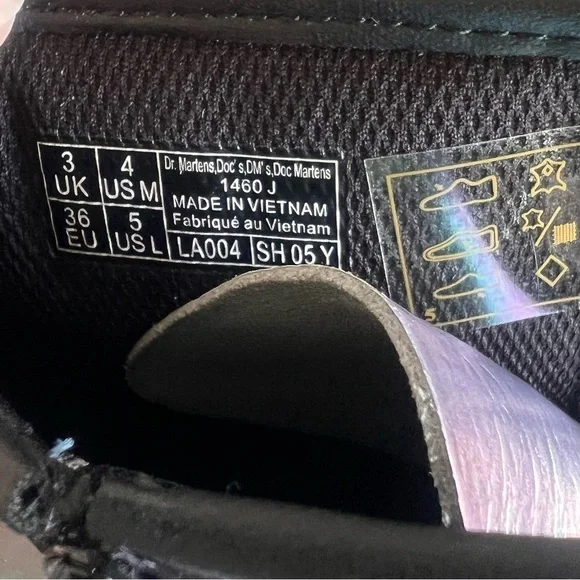 3 UK
4 US M
36 EU
5 US L
Dr. Martens,Doc's,DM's,Doc Martens
1460 J
MADE IN VIETNAM
Fabriqué au Vietnam
LA004
SH 05 Y
5